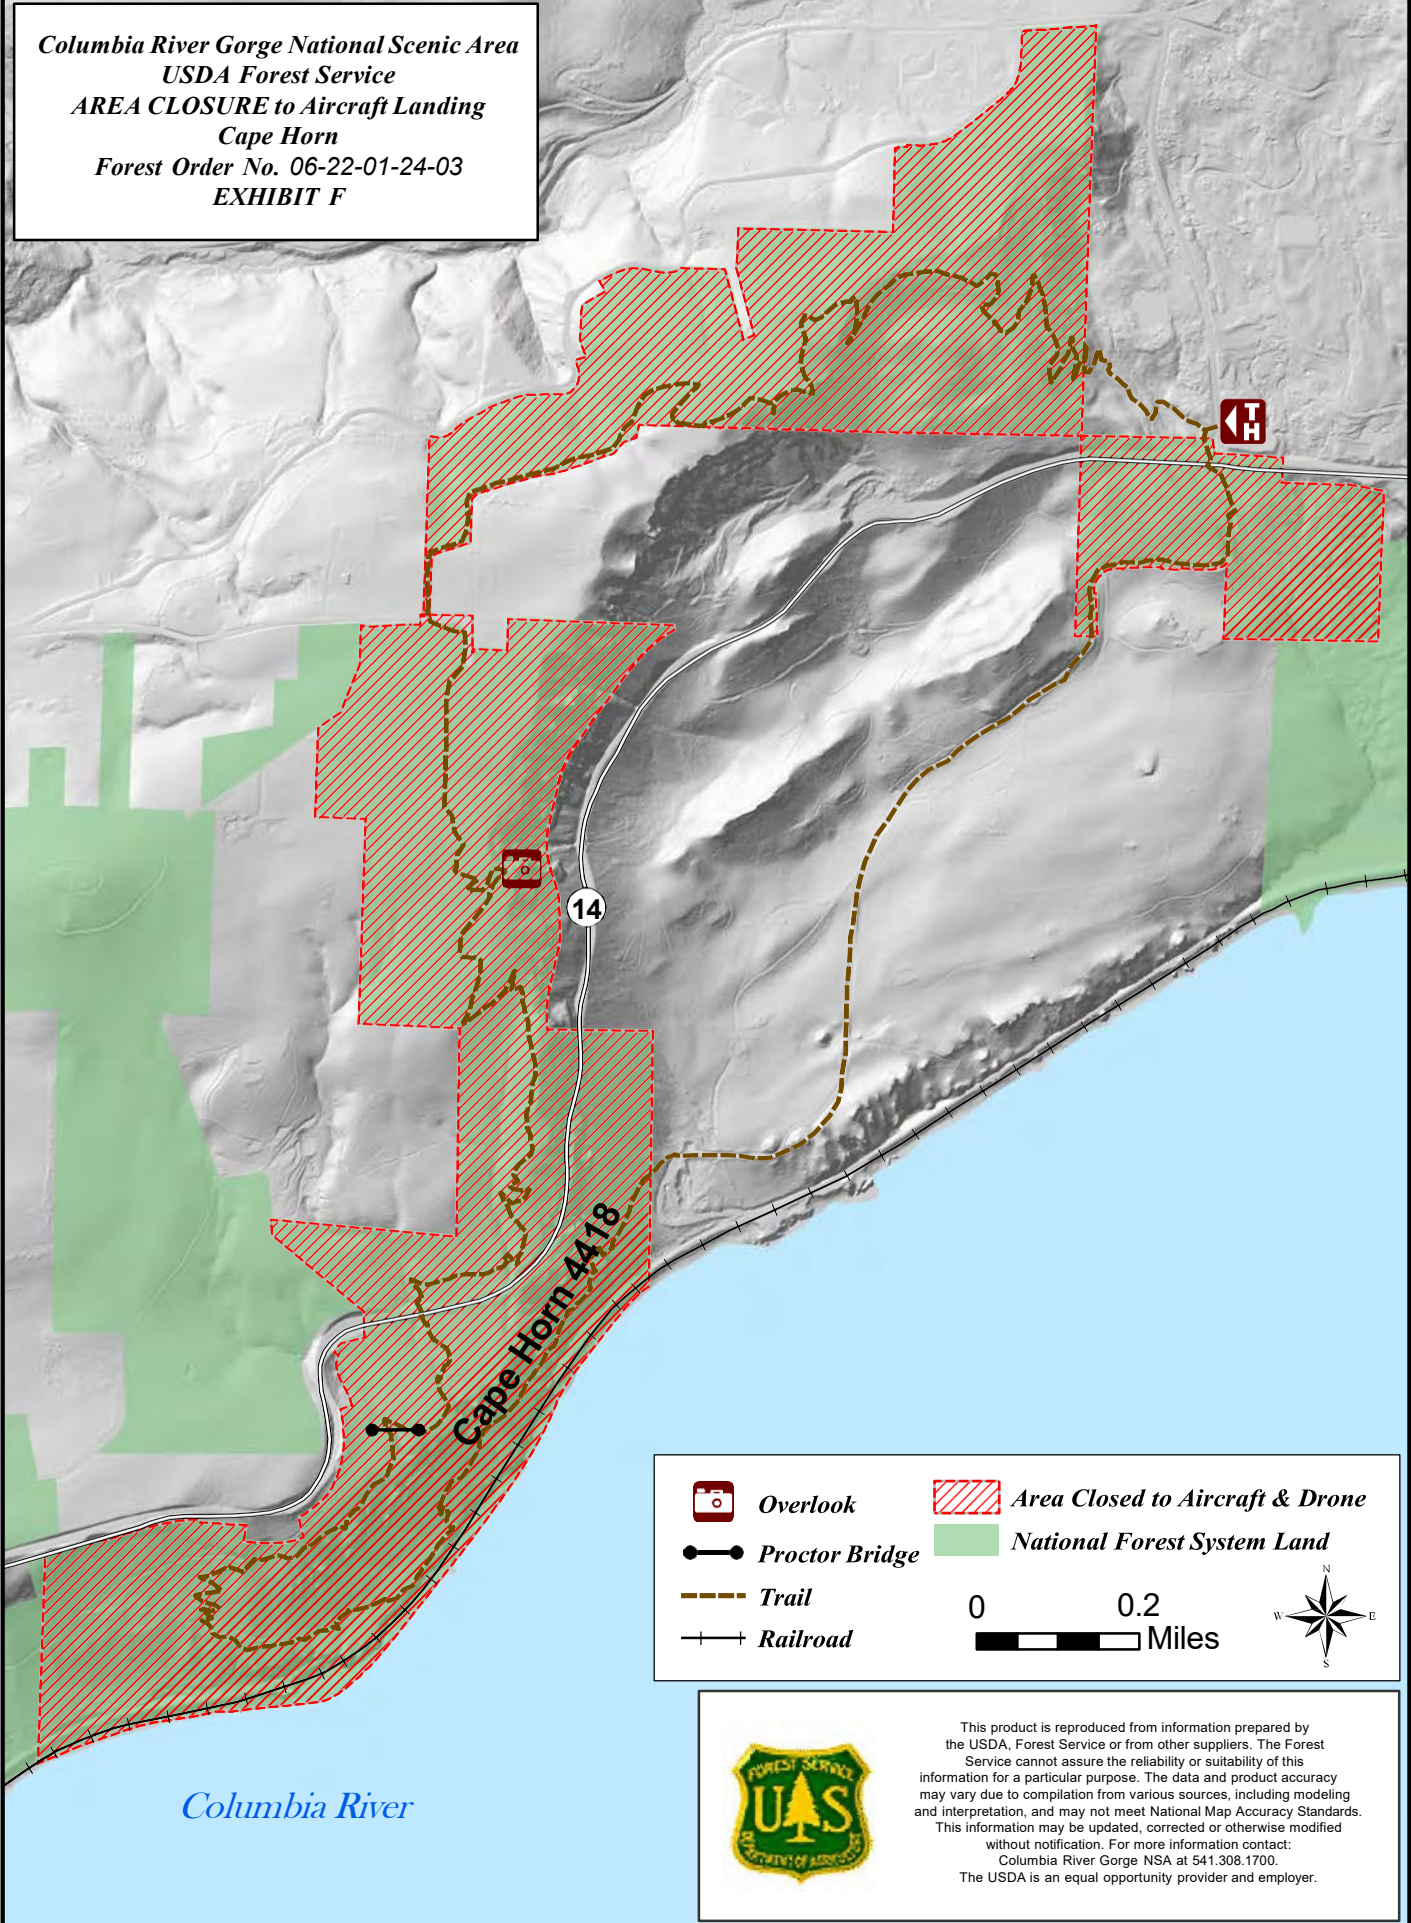 Columbia River Gorge National Scenic Area
USDA Forest Service
AREA CLOSURE to Aircraft Landing
Cape Horn
Forest Order No. 06-22-01-24-03
EXHIBIT F
TH
14
Cape Horn 4418
Overlook
Proctor Bridge
Trail
Railroad
Area Closed to Aircraft & Drone
National Forest System Land
0 0.2
Miles
N
W E
S
Columbia River
FOREST SERVICE
U S
DEPARTMENT OF AGRICULTURE
This product is reproduced from information prepared by
the USDA, Forest Service or from other suppliers. The Forest
Service cannot assure the reliability or suitability of this
information for a particular purpose. The data and product accuracy
may vary due to compilation from various sources, including modeling
and interpretation, and may not meet National Map Accuracy Standards.
This information may be updated, corrected or otherwise modified
without notification. For more information contact:
Columbia River Gorge NSA at 541.308.1700.
The USDA is an equal opportunity provider and employer.